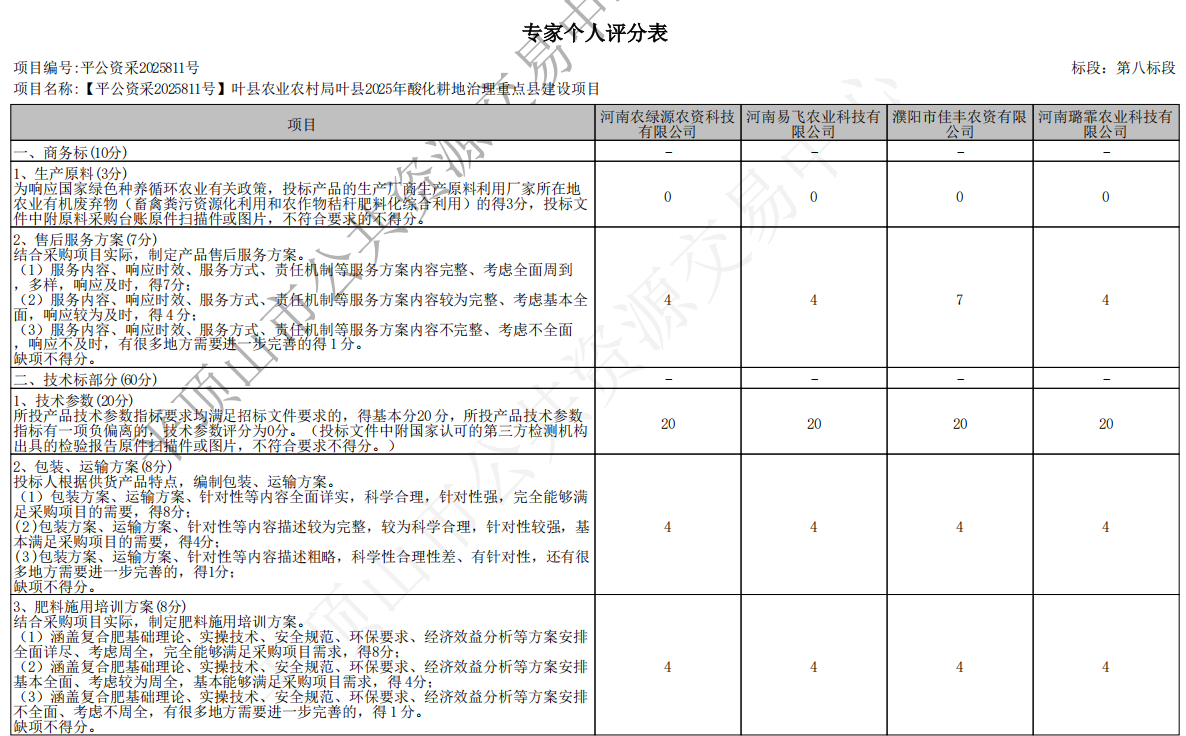 专家个人评分表
项目编号:平公资采2025811号
标段：第八标段
项目名称:【平公资采2025811号】叶县农业农村局叶县2025年酸化耕地治理重点县建设项目
项目
河南农绿源农资科技
有限公司
河南易飞农业科技有
限公司
濮阳市佳丰农资有限
公司
河南璐霏农业科技有
限公司
一、商务标(10分)
－ － － －
1、生产原料(3分)
为响应国家绿色种养循环农业有关政策，投标产品的生产厂商生产原料利用厂家所在地
农业有机废弃物（畜禽粪污资源化利用和农作物秸秆肥料化综合利用）的得3分，投标文
件中附原料采购台账原件扫描件或图片，不符合要求的不得分。
0 0 0 0
2、售后服务方案(7分)
结合采购项目实际，制定产品售后服务方案。
（1）服务内容、响应时效、服务方式、责任机制等服务方案内容完整、考虑全面周到
，多样，响应及时，得7分；
（2）服务内容、响应时效、服务方式、责任机制等服务方案内容较为完整、考虑基本全
面，响应较为及时，得 4 分；
（3）服务内容、响应时效、服务方式、责任机制等服务方案内容不完整、考虑不全面
，响应不及时，有很多地方需要进一步完善的得 1 分。
缺项不得分。
4 4 7 4
二、技术标部分(60分)
－ － － －
1、技术参数(20分)
所投产品技术参数指标要求均满足招标文件要求的，得基本分20 分，所投产品技术参数
指标有一项负偏离的，技术参数评分为0分。（投标文件中附国家认可的第三方检测机构
出具的检验报告原件扫描件或图片，不符合要求不得分。）
20 20 20 20
2、包装、运输方案(8分)
投标人根据供货产品特点，编制包装、运输方案。
（1）包装方案、运输方案、针对性等内容全面详实，科学合理，针对性强，完全能够满
足采购项目的需要，得8分；
(2)包装方案、运输方案、针对性等内容描述较为完整，较为科学合理，针对性较强，基
本满足采购项目的需要，得4分；
(3)包装方案、运输方案、针对性等内容描述粗略，科学性合理性差、有针对性，还有很
多地方需要进一步完善的，得1分；
缺项不得分。
4 4 4 4
3、肥料施用培训方案(8分)
结合采购项目实际，制定肥料施用培训方案。
（1）涵盖复合肥基础理论、实操技术、安全规范、环保要求、经济效益分析等方案安排
全面详尽、考虑周全，完全能够满足采购项目需求，得8分；
（2）涵盖复合肥基础理论、实操技术、安全规范、环保要求、经济效益分析等方案安排
基本全面、考虑较为周全，基本能够满足采购项目需求，得 4分；
（3）涵盖复合肥基础理论、实操技术、安全规范、环保要求、经济效益分析等方案安排
不全面、考虑不周全，有很多地方需要进一步完善的，得 1 分。
缺项不得分。
4 4 4 4
平顶山市公共资源交易中
平顶山市公共资源交易中心